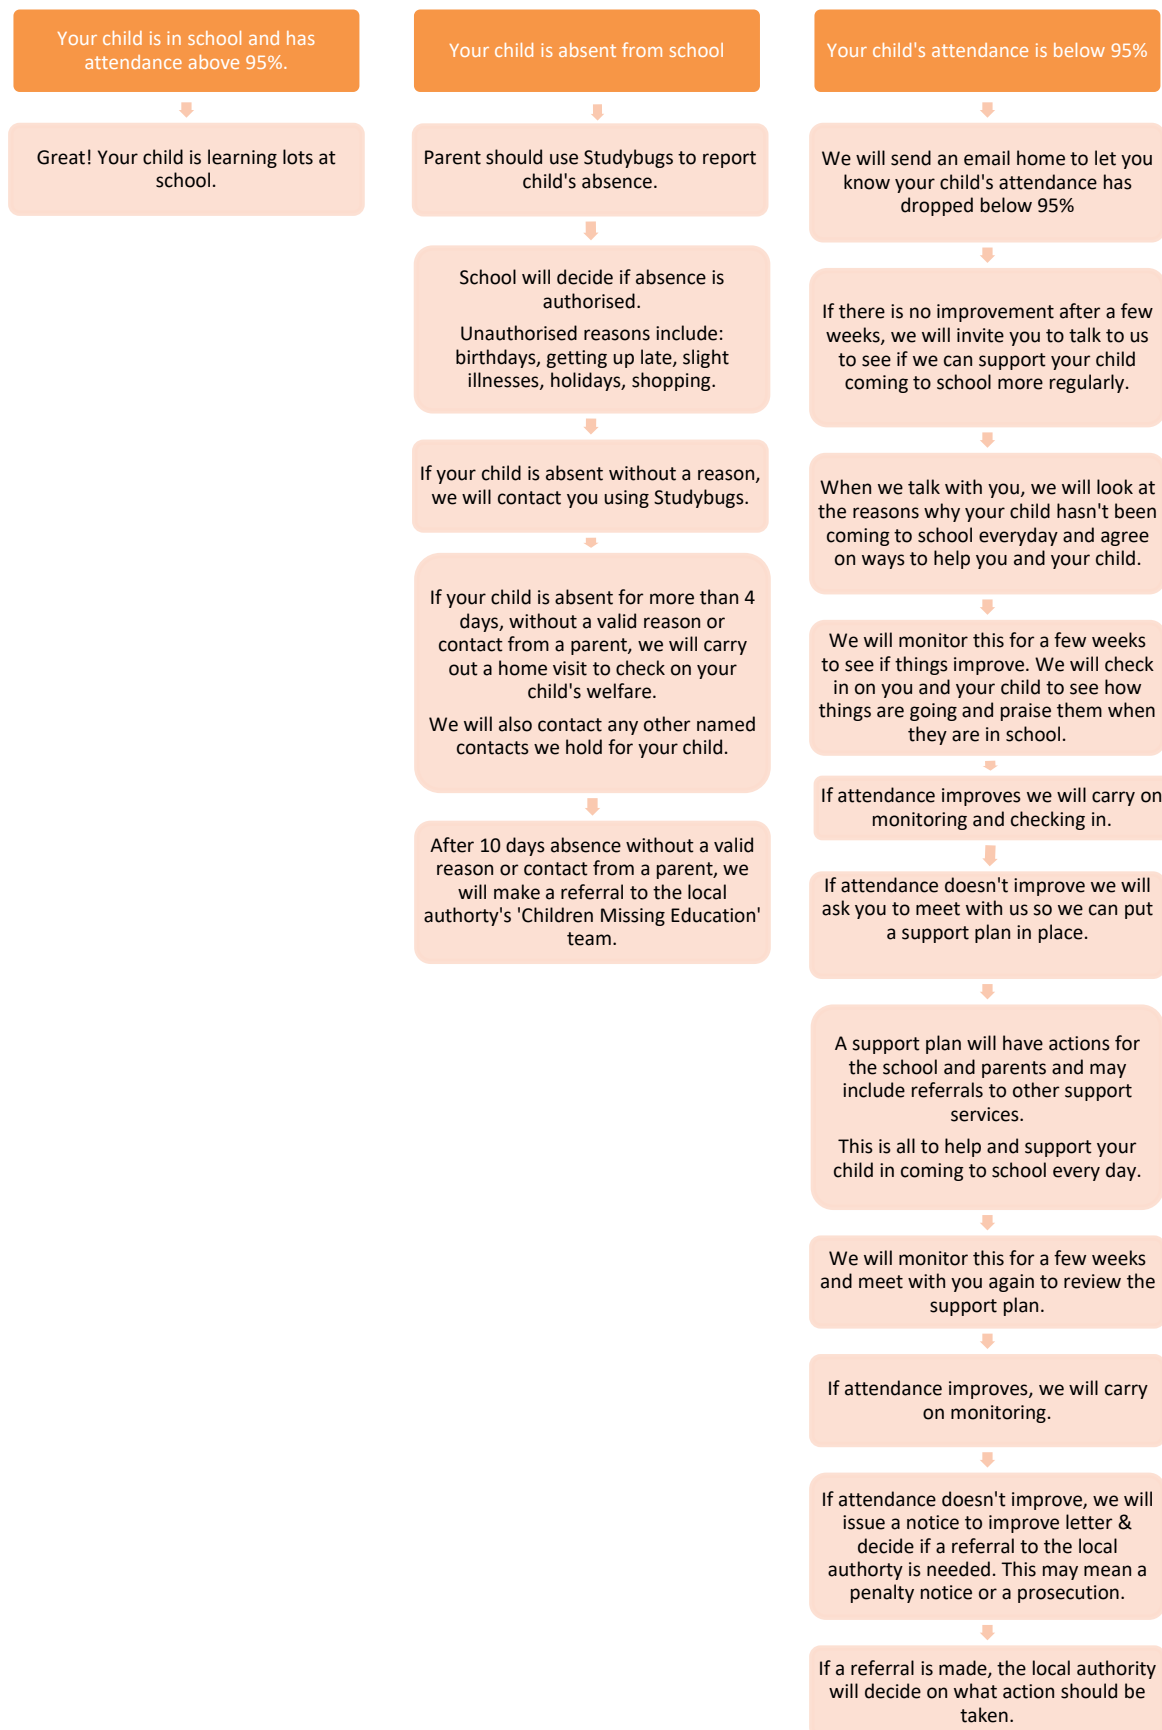 Your child is in school and has
attendance above 95%.
Great! Your child is learning lots at
school.
Your child is absent from school
Parent should use Studybugs to report
child's absence.
School will decide if absence is
authorised.
Unauthorised reasons include:
birthdays, getting up late, slight
illnesses, holidays, shopping.
If your child is absent without a reason,
we will contact you using Studybugs.
If your child is absent for more than 4
days, without a valid reason or
contact from a parent, we will carry
out a home visit to check on your
child's welfare.
We will also contact any other named
contacts we hold for your child.
After 10 days absence without a valid
reason or contact from a parent, we
will make a referral to the local
authorty's 'Children Missing Education'
team.
Your child's attendance is below 95%
We will send an email home to let you
know your child's attendance has
dropped below 95%
If there is no improvement after a few
weeks, we will invite you to talk to us
to see if we can support your child
coming to school more regularly.
When we talk with you, we will look at
the reasons why your child hasn't been
coming to school everyday and agree
on ways to help you and your child.
We will monitor this for a few weeks
to see if things improve. We will check
in on you and your child to see how
things are going and praise them when
they are in school.
If attendance improves we will carry on
monitoring and checking in.
If attendance doesn't improve we will
ask you to meet with us so we can put
a support plan in place.
A support plan will have actions for
the school and parents and may
include referrals to other support
services.
This is all to help and support your
child in coming to school every day.
We will monitor this for a few weeks
and meet with you again to review the
support plan.
If attendance improves, we will carry
on monitoring.
If attendance doesn't improve, we will
issue a notice to improve letter &
decide if a referral to the local
authorty is needed. This may mean a
penalty notice or a prosecution.
If a referral is made, the local authority
will decide on what action should be
taken.